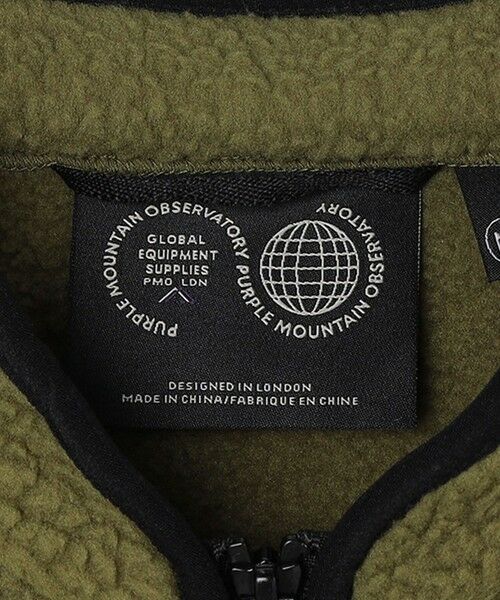 PURPLE MOUNTAIN OBSERVATORY PURPLE MOUNTAIN OBSERVATORY
GLOBAL
EQUIPMENT
SUPPLIES
PMO LDN
DESIGNED IN LONDON
MADE IN CHINA/FABRIQUE EN CHINE